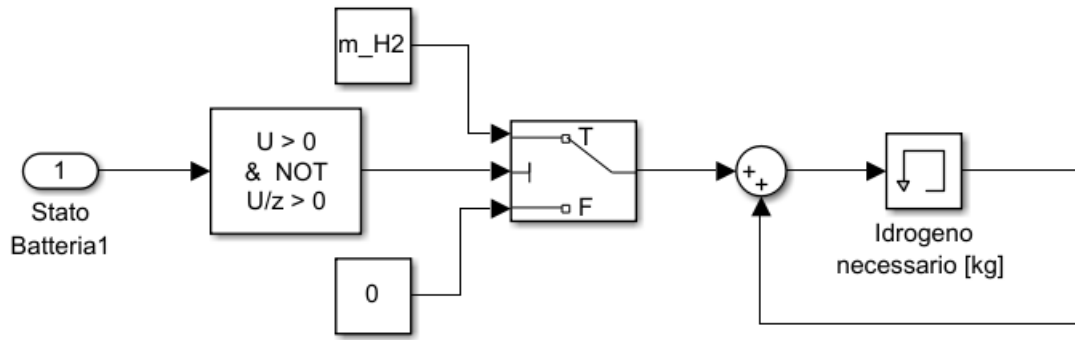 m_H2
U > 0
& NOT
U/z > 0
T
F
1
Stato
Batteria1
0
+
+
Idrogeno
necessario [kg]